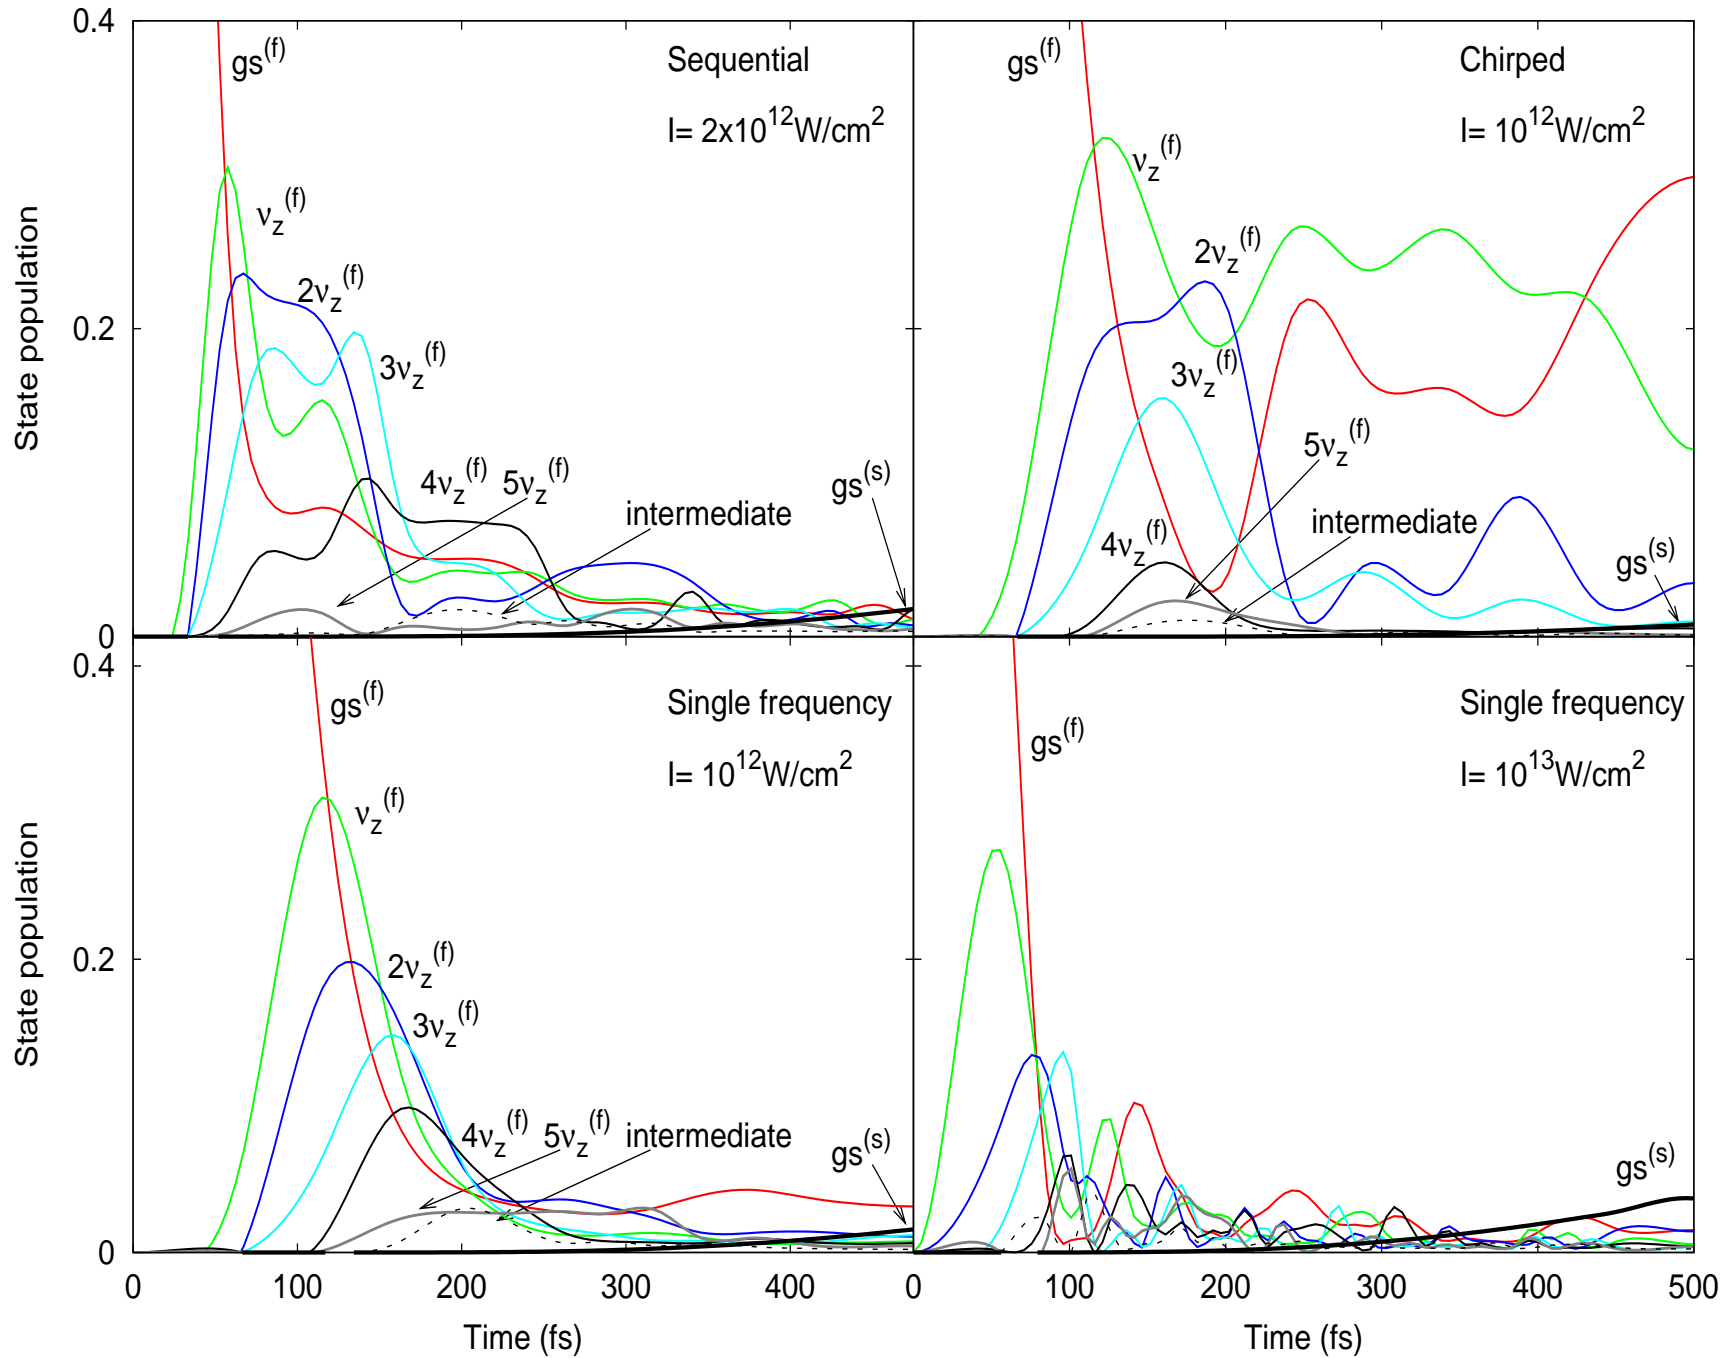 0.4
gs(f)
Sequential
I= 2x10^12W/cm^2
νz(f)
2νz(f)
3νz(f)
4νz(f)
5νz(f)
intermediate
gs(s)
0.2
0
State population
gs(f)
Chirped
I= 10^12W/cm^2
νz(f)
2νz(f)
3νz(f)
5νz(f)
4νz(f)
intermediate
gs(s)
0.4
gs(f)
Single frequency
I= 10^12W/cm^2
νz(f)
2νz(f)
3νz(f)
4νz(f)
5νz(f)
intermediate
gs(s)
0.2
0
State population
0 100 200 300 400
Time (fs)
gs(f)
Single frequency
I= 10^13W/cm^2
gs(s)
0 100 200 300 400 500
Time (fs)